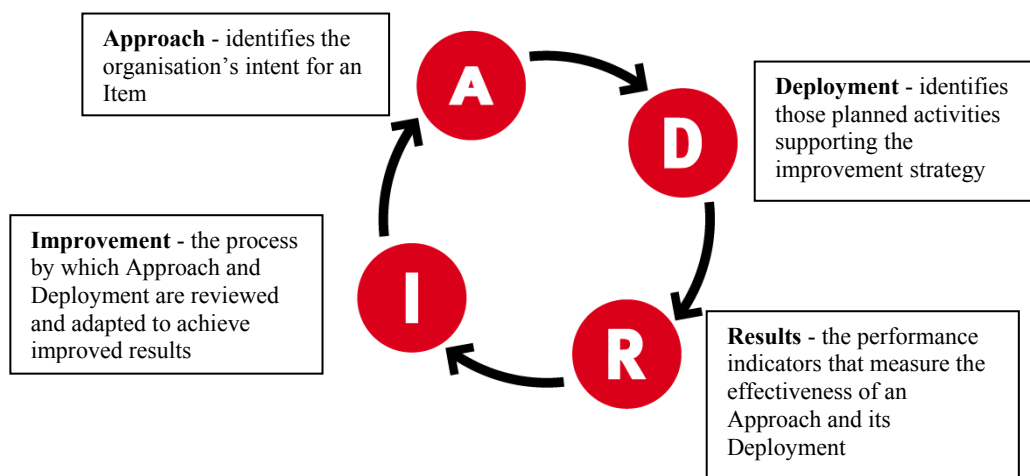 Approach - identifies the
organisation’s intent for an
Item
A
D
Deployment - identifies
those planned activities
supporting the
improvement strategy
Improvement - the process
by which Approach and
Deployment are reviewed
and adapted to achieve
improved results
I
R
Results - the performance
indicators that measure the
effectiveness of an
Approach and its
Deployment